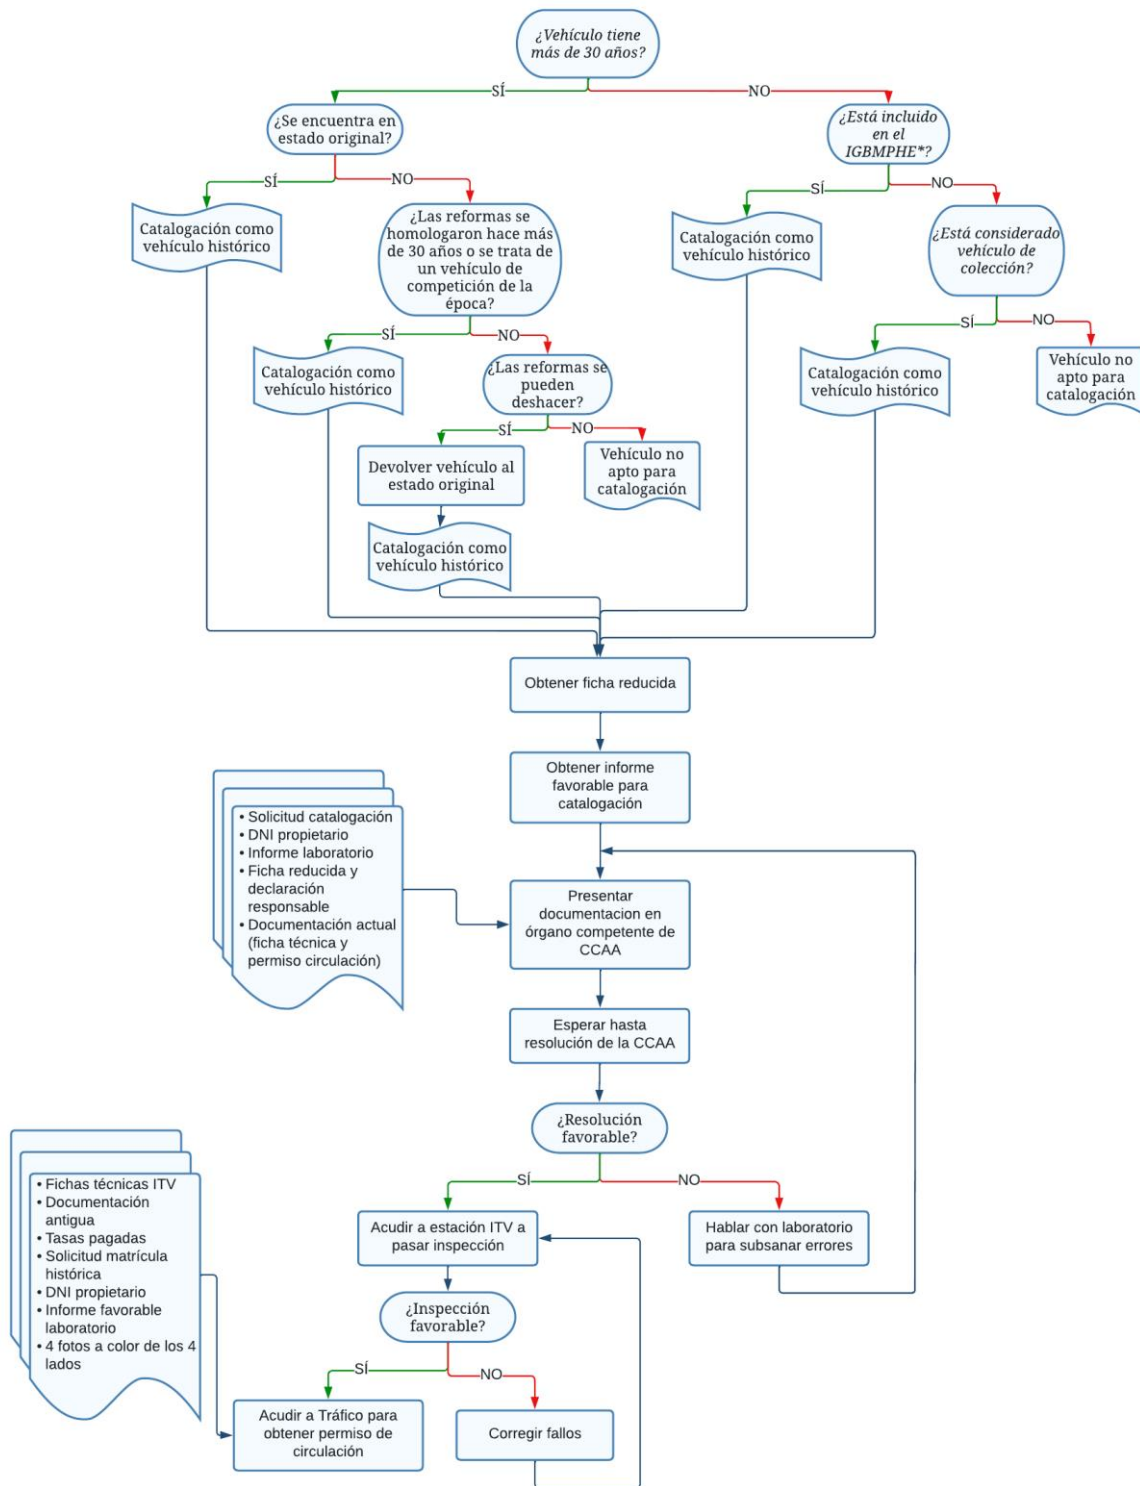 ¿Vehículo tiene
más de 30 años?
SÍ
NO
¿Se encuentra en
estado original?
¿Está incluido
en el
IGBMPHE*?
SÍ
NO
SÍ
NO
Catalogación como
vehículo histórico
¿Las reformas se
homologaron hace más
de 30 años o se trata de
un vehículo de
competición de la
época?
Catalogación como
vehículo histórico
¿Está considerado
vehículo de
colección?
SÍ
NO
SÍ
NO
Catalogación como
vehículo histórico
¿Las reformas se
pueden
deshacer?
Catalogación como
vehículo histórico
Vehículo no
apto para
catalogación
SÍ
NO
Devolver vehículo al
estado original
Vehículo no
apto para
catalogación
Catalogación como
vehículo histórico
Obtener ficha reducida
Obtener informe
favorable para
catalogación
• Solicitud catalogación
• DNI propietario
• Informe laboratorio
• Ficha reducida y
declaración
responsable
• Documentación actual
(ficha técnica y
permiso circulación)
Presentar
documentacion en
órgano competente de
CCAA
Esperar hasta
resolución de la CCAA
¿Resolución
favorable?
SÍ
NO
Acudir a estación ITV a
pasar inspección
Hablar con laboratorio
para subsanar errores
• Fichas técnicas ITV
• Documentación
antigua
• Tasas pagadas
• Solicitud matrícula
histórica
• DNI propietario
• Informe favorable
laboratorio
• 4 fotos a color de los 4
lados
¿Inspección
favorable?
SÍ
NO
Acudir a Tráfico para
obtener permiso de
circulación
Corregir fallos